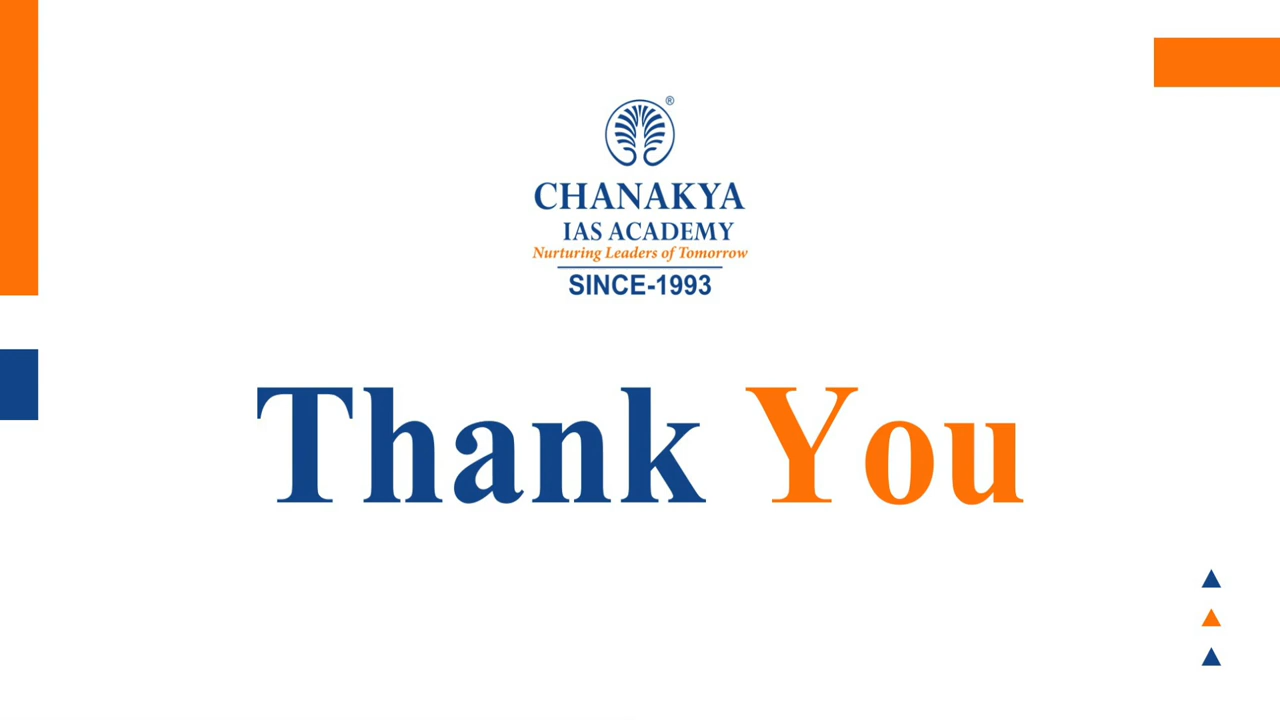 ®
CHANAKYA
IAS ACADEMY
Nurturing Leaders of Tomorrow
SINCE-1993
Thank You